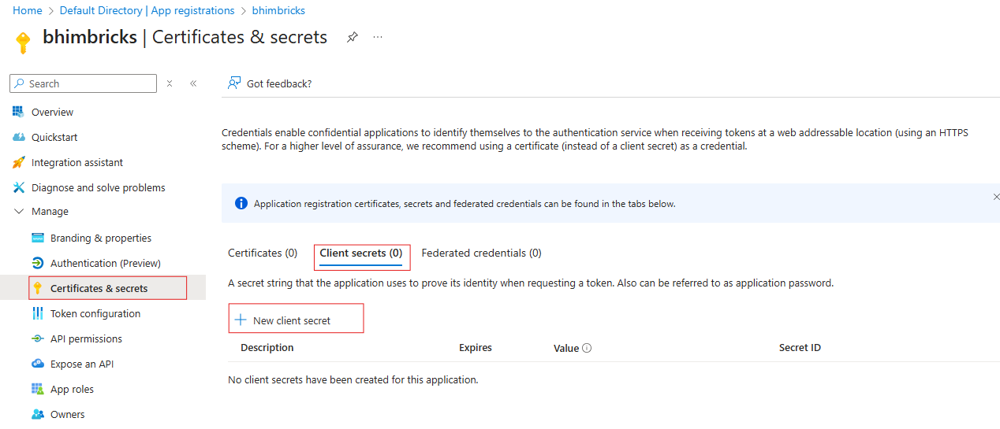 Home > Default Directory | App registrations > bhimbricks
bhimbricks | Certificates & secrets
Search
Got feedback?
Overview
Quickstart
Integration assistant
Diagnose and solve problems
Manage
Branding & properties
Authentication (Preview)
Certificates & secrets
Token configuration
API permissions
Expose an API
App roles
Owners
Credentials enable confidential applications to identify themselves to the authentication service when receiving tokens at a web addressable location (using an HTTPS
scheme). For a higher level of assurance, we recommend using a certificate (instead of a client secret) as a credential.
Application registration certificates, secrets and federated credentials can be found in the tabs below.
Certificates (0) Client secrets (0) Federated credentials (0)
A secret string that the application uses to prove its identity when requesting a token. Also can be referred to as application password.
New client secret
Description Expires Value Secret ID
No client secrets have been created for this application.